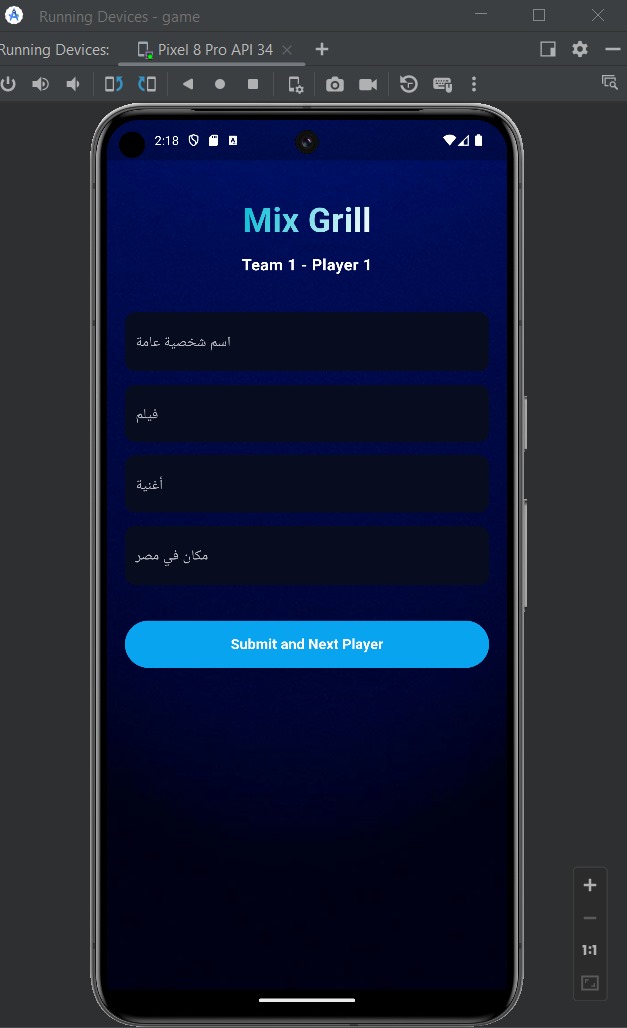 Running Devices - game
Running Devices:
Pixel 8 Pro API 34
2:18
Mix Grill
Team 1 - Player 1
اسم شخصية عامة
فيلم
أغنية
مكان في مصر
Submit and Next Player
1:1